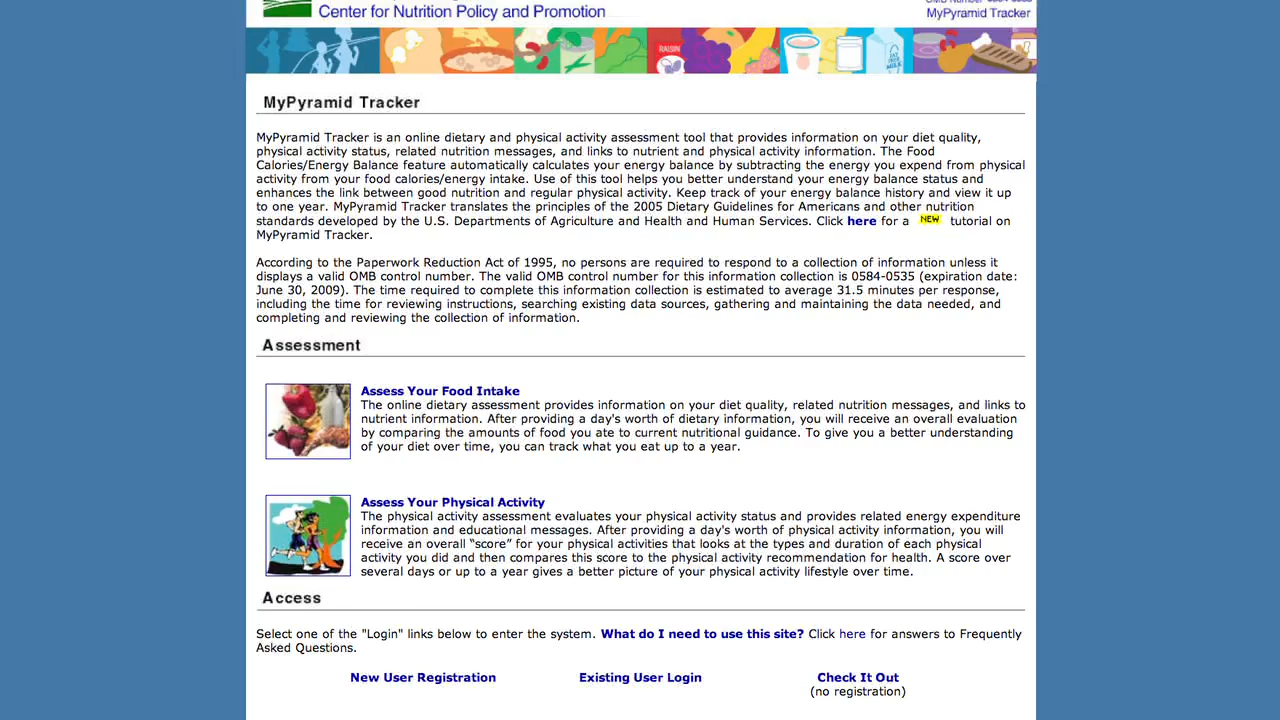 Center for Nutrition Policy and Promotion
MyPyramid Tracker
RAISIN
EAT
MILK
MyPyramid Tracker
MyPyramid Tracker is an online dietary and physical activity assessment tool that provides information on your diet quality,
physical activity status, related nutrition messages, and links to nutrient and physical activity information. The Food
Calories/Energy Balance feature automatically calculates your energy balance by subtracting the energy you expend from physical
activity from your food calories/energy intake. Use of this tool helps you better understand your energy balance status and
enhances the link between good nutrition and regular physical activity. Keep track of your energy balance history and view it up
to one year. MyPyramid Tracker translates the principles of the 2005 Dietary Guidelines for Americans and other nutrition
standards developed by the U.S. Departments of Agriculture and Health and Human Services. Click here for a NEW tutorial on
MyPyramid Tracker.
According to the Paperwork Reduction Act of 1995, no persons are required to respond to a collection of information unless it
displays a valid OMB control number. The valid OMB control number for this information collection is 0584-0535 (expiration date:
June 30, 2009). The time required to complete this information collection is estimated to average 31.5 minutes per response,
including the time for reviewing instructions, searching existing data sources, gathering and maintaining the data needed, and
completing and reviewing the collection of information.
Assessment
Assess Your Food Intake
The online dietary assessment provides information on your diet quality, related nutrition messages, and links to
nutrient information. After providing a day's worth of dietary information, you will receive an overall evaluation
by comparing the amounts of food you ate to current nutritional guidance. To give you a better understanding
of your diet over time, you can track what you eat up to a year.
Assess Your Physical Activity
The physical activity assessment evaluates your physical activity status and provides related energy expenditure
information and educational messages. After providing a day's worth of physical activity information, you will
receive an overall “score” for your physical activities that looks at the types and duration of each physical
activity you did and then compares this score to the physical activity recommendation for health. A score over
several days or up to a year gives a better picture of your physical activity lifestyle over time.
Access
Select one of the "Login" links below to enter the system. What do I need to use this site? Click here for answers to Frequently
Asked Questions.
New User Registration Existing User Login Check It Out
(no registration)